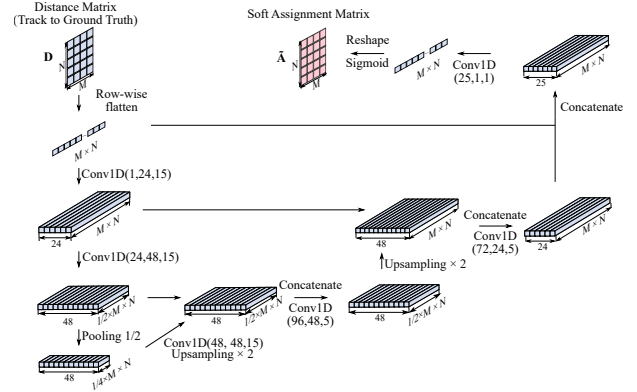 Distance Matrix
(Track to Ground Truth)
Soft Assignment Matrix
D
N
M
Ã
N
M
Reshape
Sigmoid
M × N
Conv1D
(25,1,1)
25
M × N
Row-wise
flatten
Concatenate
M × N
Conv1D(1,24,15)
24
M × N
48
M × N
Concatenate
Conv1D
(72,24,5)
24
M × N
Conv1D(24,48,15)
Upsampling × 2
48
1/2×M × N
48
1/2×M × N
Concatenate
Conv1D
(96,48,5)
48
1/2×M × N
Pooling 1/2
Conv1D(48, 48,15)
Upsampling × 2
48
1/4×M × N